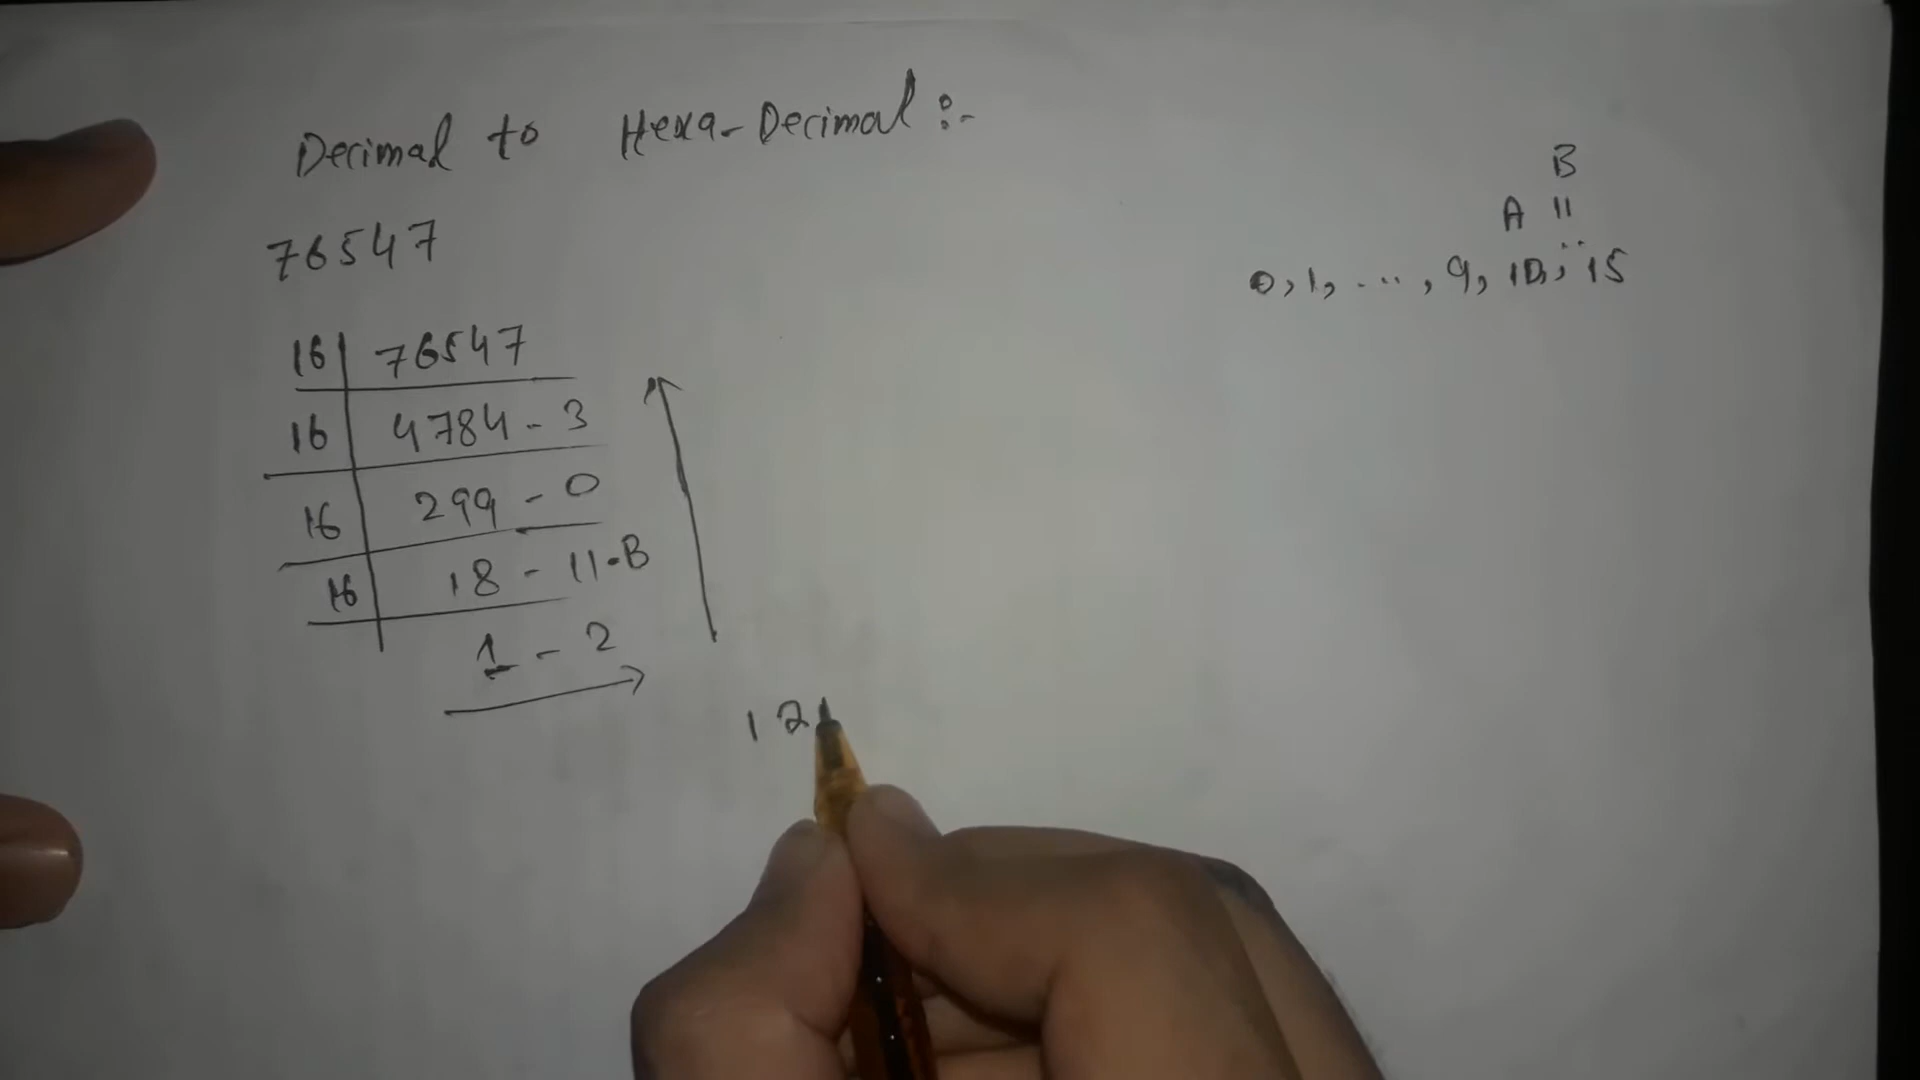 Decimal to Hexa-Decimal :-
76547
B
A 11
0, 1, ..., 9, 10, ; 15
16 76547
16 4784 - 3
16 299 - 0
16 18 - 11 - B
1 - 2
12